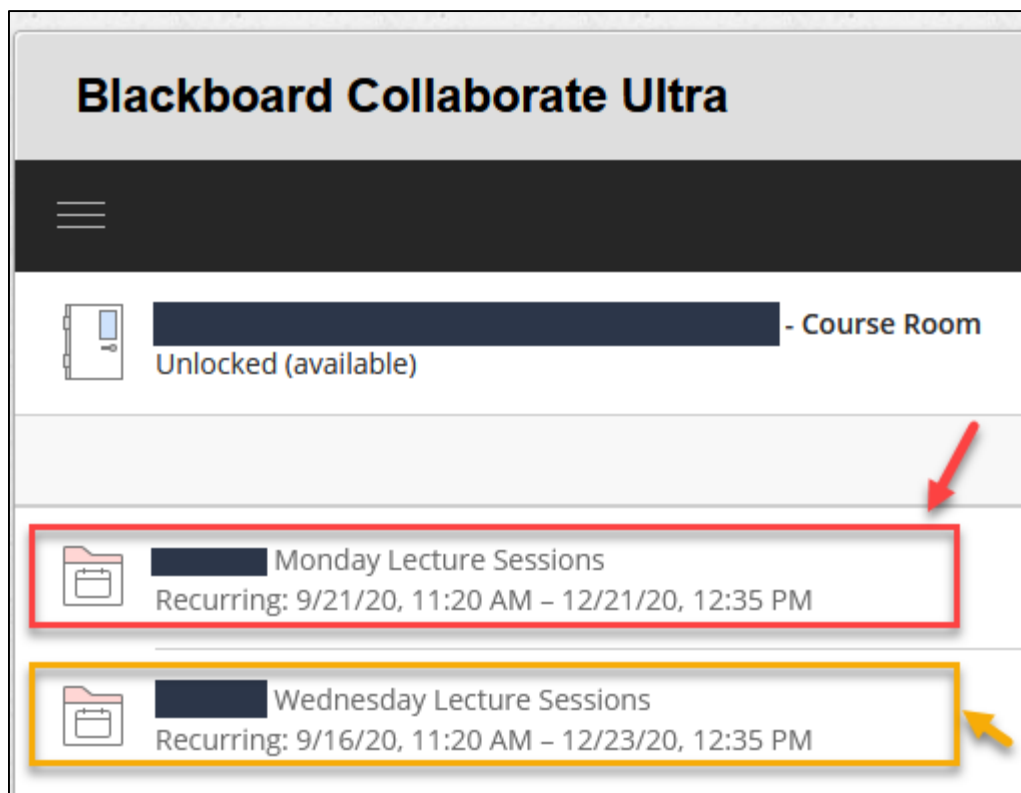 Blackboard Collaborate Ultra
- Course Room
Unlocked (available)
Monday Lecture Sessions
Recurring: 9/21/20, 11:20 AM – 12/21/20, 12:35 PM
Wednesday Lecture Sessions
Recurring: 9/16/20, 11:20 AM – 12/23/20, 12:35 PM